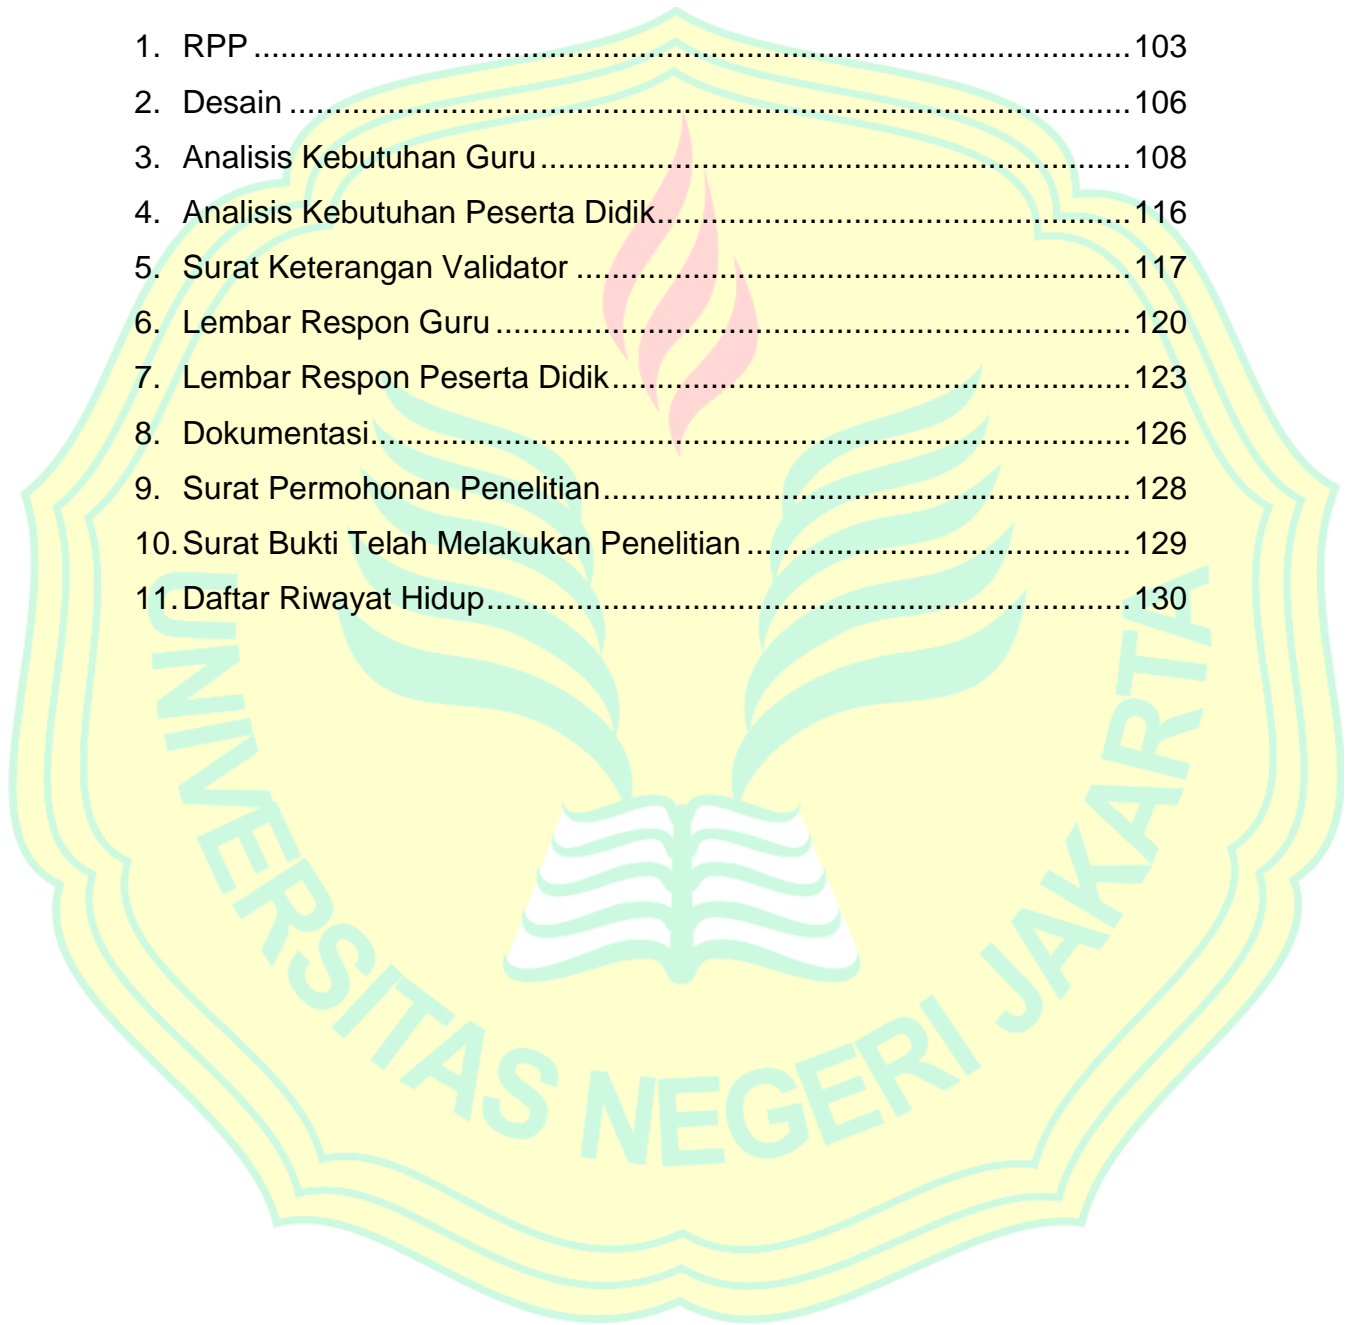 1. RPP ........................................................................................................ 103
2. Desain .................................................................................................... 106
3. Analisis Kebutuhan Guru ........................................................................ 108
4. Analisis Kebutuhan Peserta Didik ........................................................... 116
5. Surat Keterangan Validator ..................................................................... 117
6. Lembar Respon Guru .............................................................................. 120
7. Lembar Respon Peserta Didik ................................................................. 123
8. Dokumentasi ........................................................................................... 126
9. Surat Permohonan Penelitian .................................................................. 128
10. Surat Bukti Telah Melakukan Penelitian ................................................ 129
11. Daftar Riwayat Hidup ............................................................................ 130
UNIVERSITAS NEGERI JAKARTA